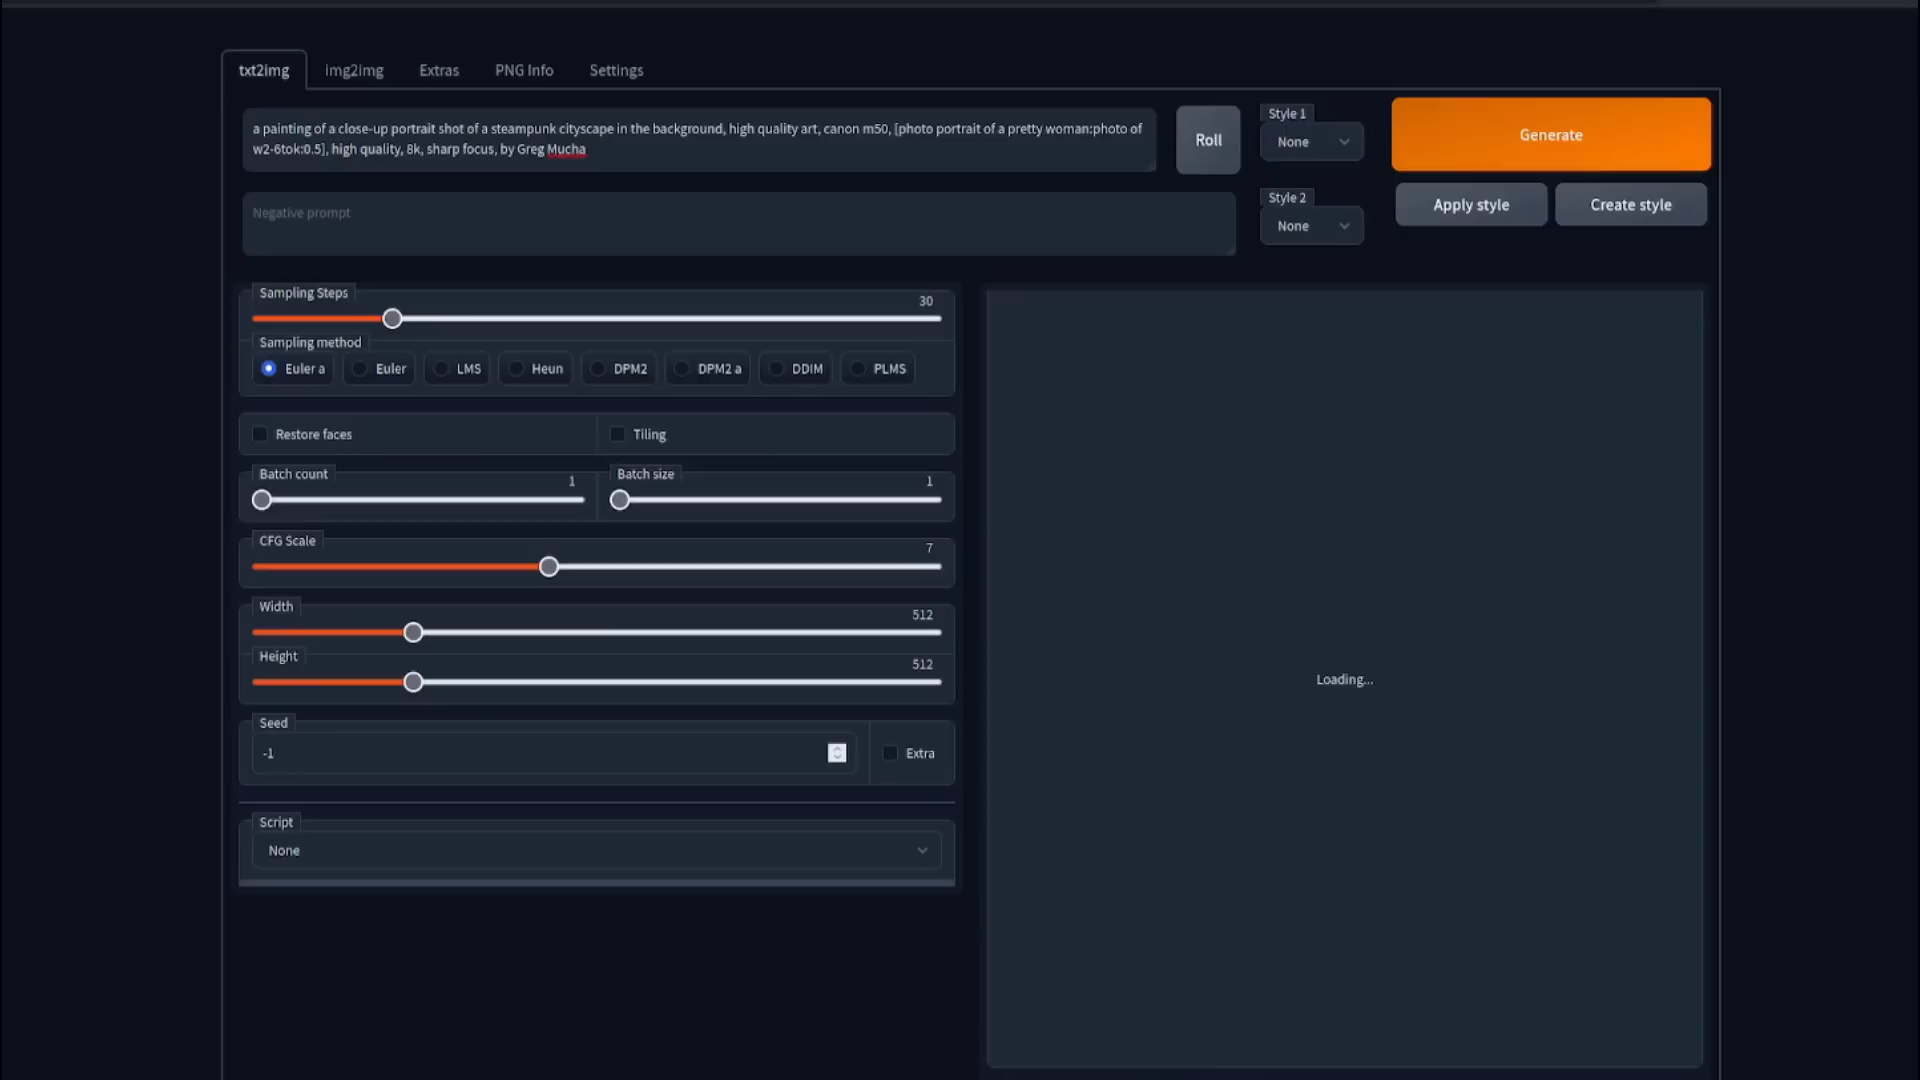 txt2img img2img Extras PNG Info Settings
a painting of a close-up portrait shot of a steampunk cityscape in the background, high quality art, canon m50, [photo portrait of a pretty woman:photo of
w2-6tok:0.5], high quality, 8k, sharp focus, by Greg Mucha
Roll
Style 1
None
Generate
Negative prompt
Style 2
None
Apply style
Create style
Sampling Steps
30
Sampling method
Euler a Euler LMS Heun DPM2 DPM2 a DDIM PLMS
Restore faces
Tiling
Batch count
1
Batch size
1
CFG Scale
7
Width
512
Height
512
Seed
-1
Extra
Script
None
Loading...